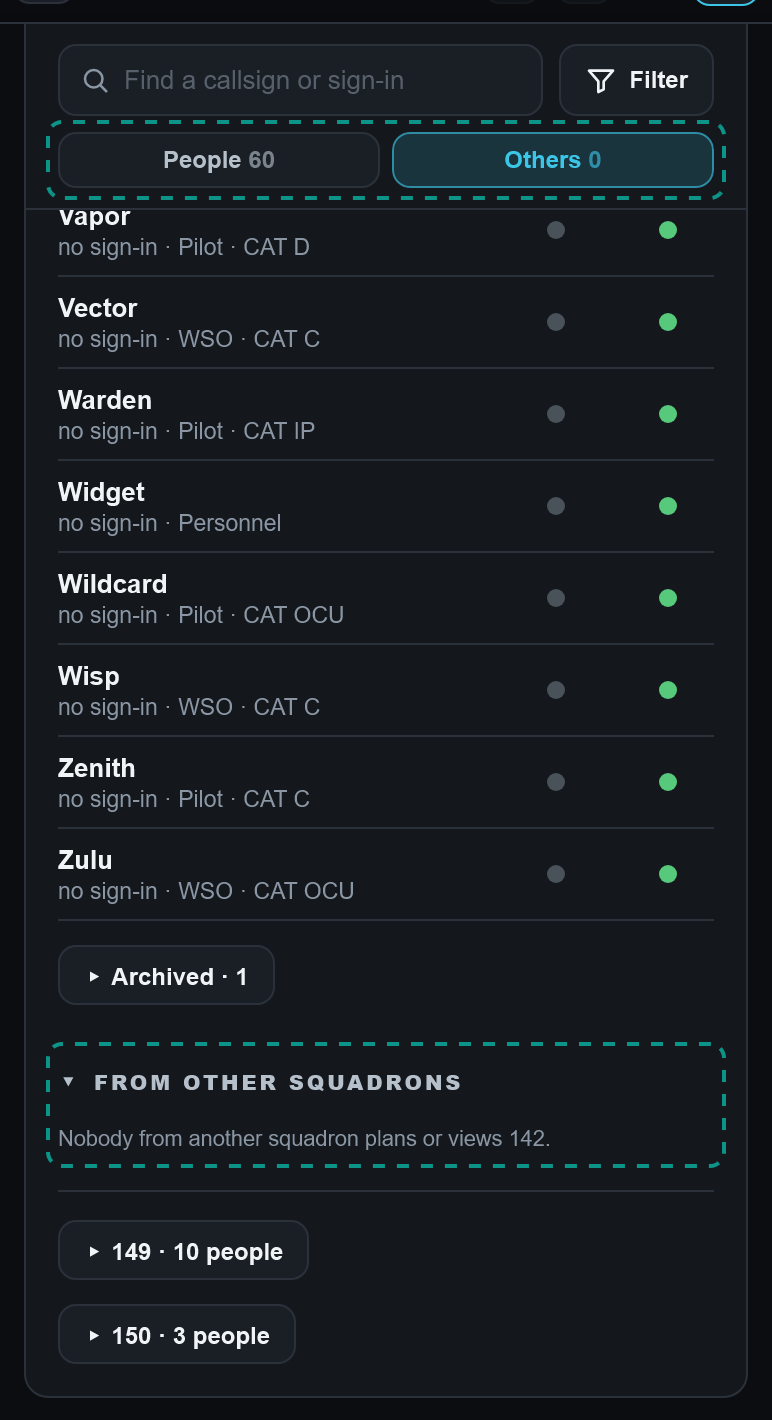 Find a callsign or sign-in
Filter
People 60
Others 0
Vapor
no sign-in · Pilot · CAT D
Vector
no sign-in · WSO · CAT C
Warden
no sign-in · Pilot · CAT IP
Widget
no sign-in · Personnel
Wildcard
no sign-in · Pilot · CAT OCU
Wisp
no sign-in · WSO · CAT C
Zenith
no sign-in · Pilot · CAT C
Zulu
no sign-in · WSO · CAT OCU
Archived · 1
FROM OTHER SQUADRONS
Nobody from another squadron plans or views 142.
149 · 10 people
150 · 3 people